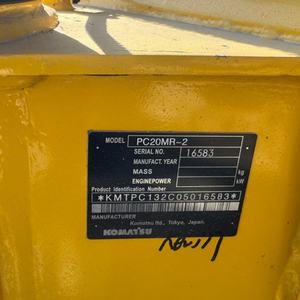 MODEL PC20MR-2
SERIAL NO. 16583
MANUFACT. YEAR
MASS kg
ENGINEPOWER kW
Product Identification Number
*KMTPC132C05016583*
MANUFACTURER
Komatsu ltd., Tokyo, Japan.
KOMATSU